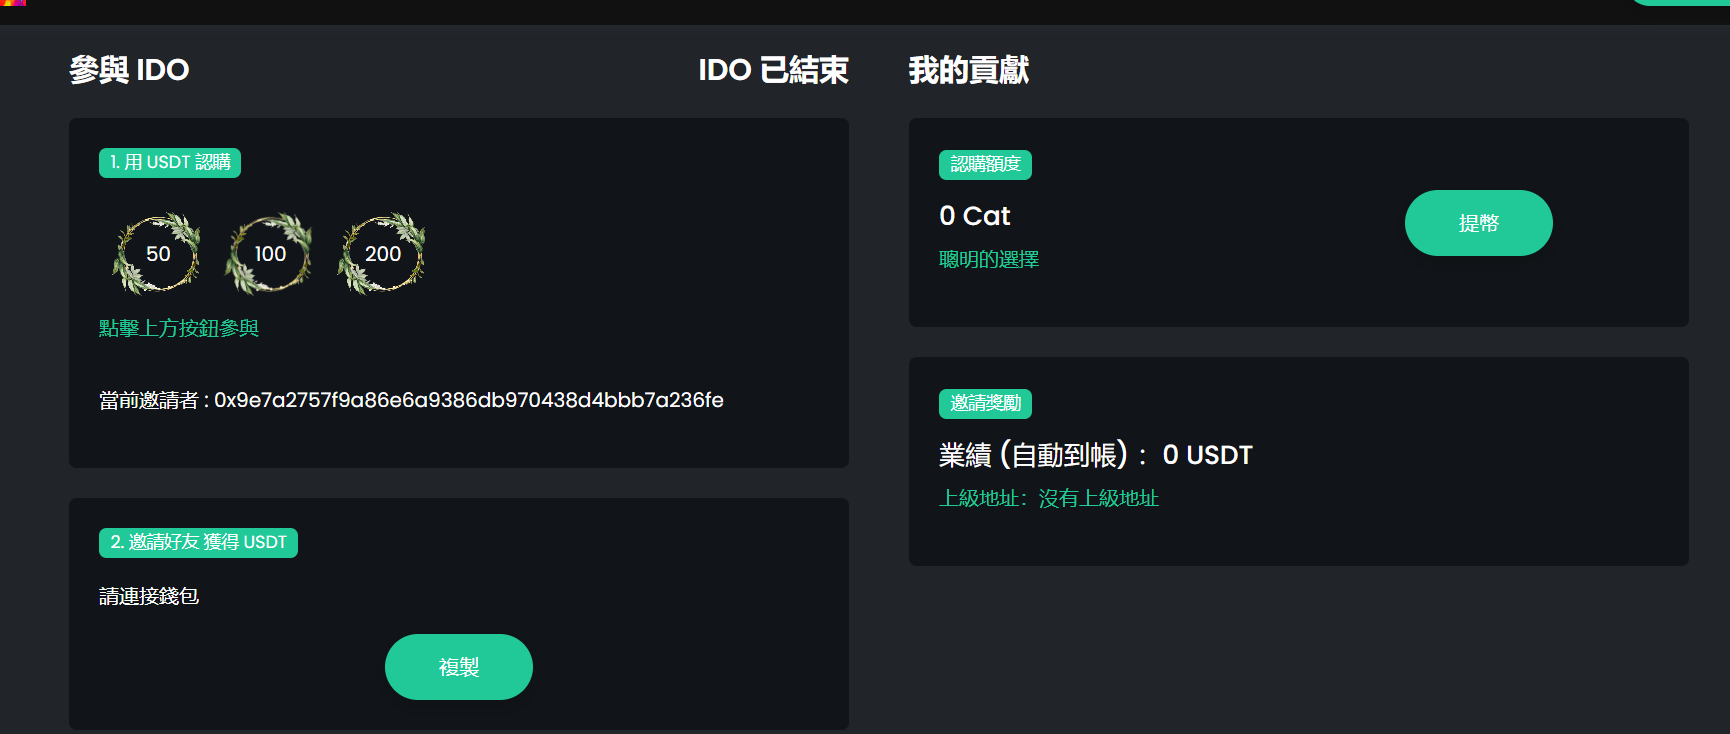 參與 IDO
IDO 已結束
1. 用 USDT 認購
50
100
200
點擊上方按鈕參與
當前邀請者 : 0x9e7a2757f9a86e6a9386db970438d4bbb7a236fe
2. 邀請好友 獲得 USDT
請連接錢包
複製
我的貢獻
認購額度
0 Cat
聰明的選擇
提幣
邀請獎勵
業績 (自動到帳) ： 0 USDT
上級地址：沒有上級地址